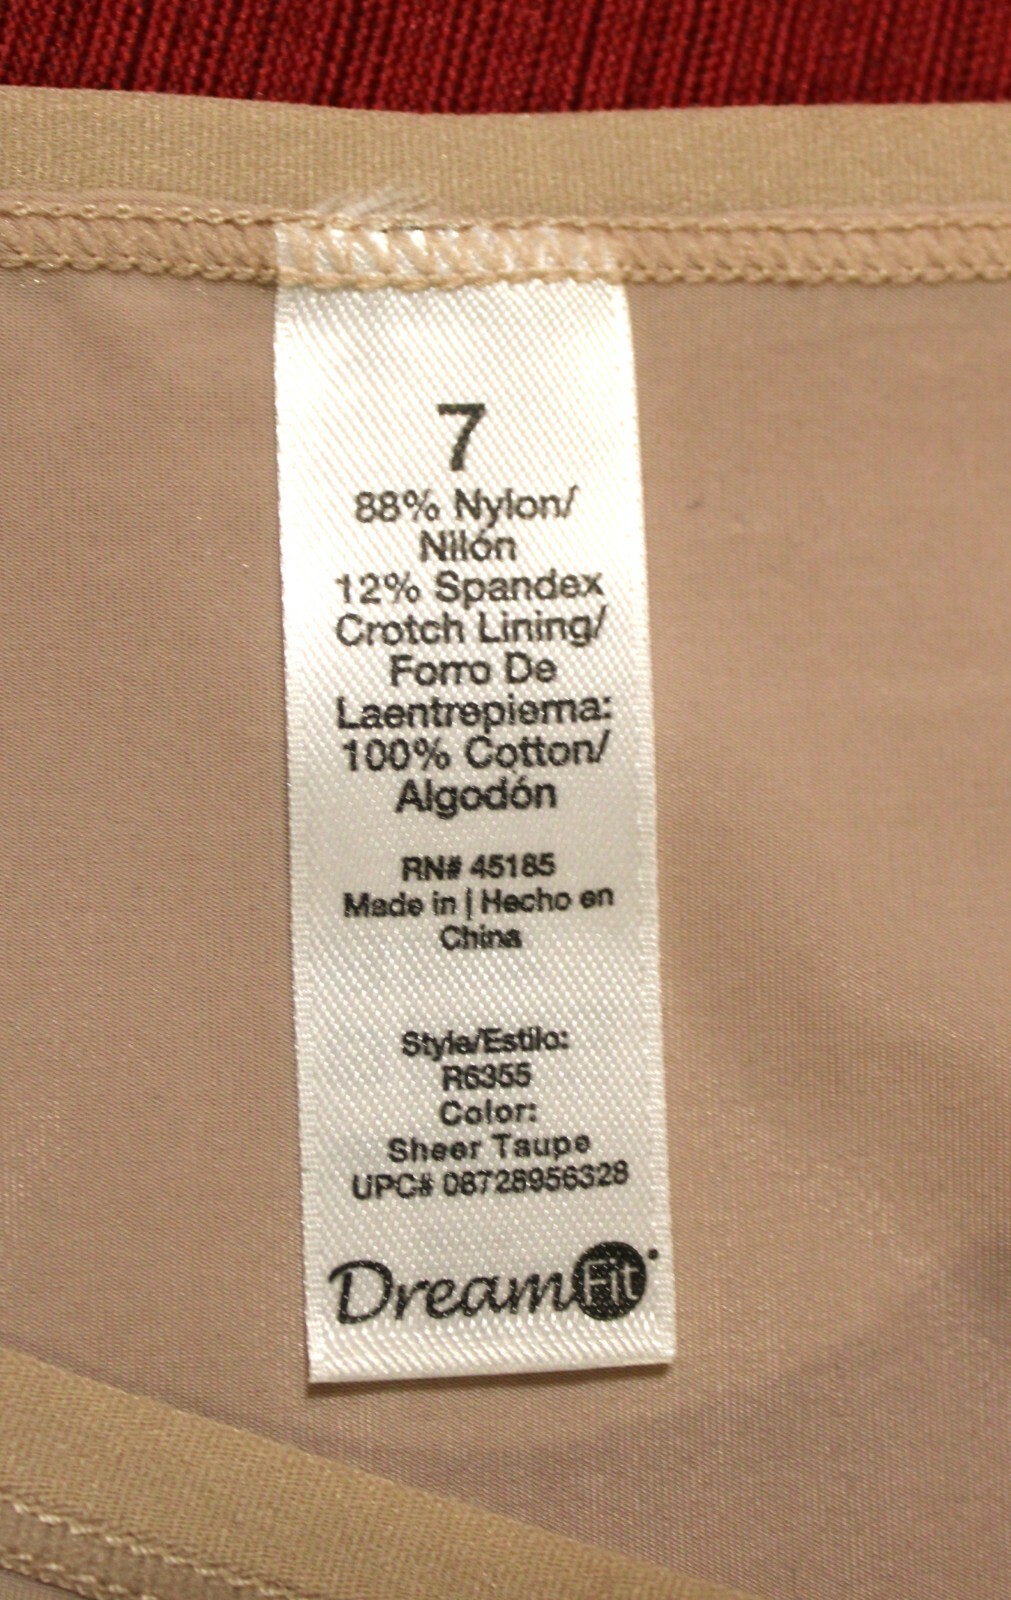 7
88% Nylon/
Nilón
12% Spandex
Crotch Lining/
Forro De
Laentrepierna:
100% Cotton/
Algodón
RN# 45185
Made in | Hecho en
China
Style/Estilo:
R6355
Color:
Sheer Taupe
UPC# 08728956328
DreamFit